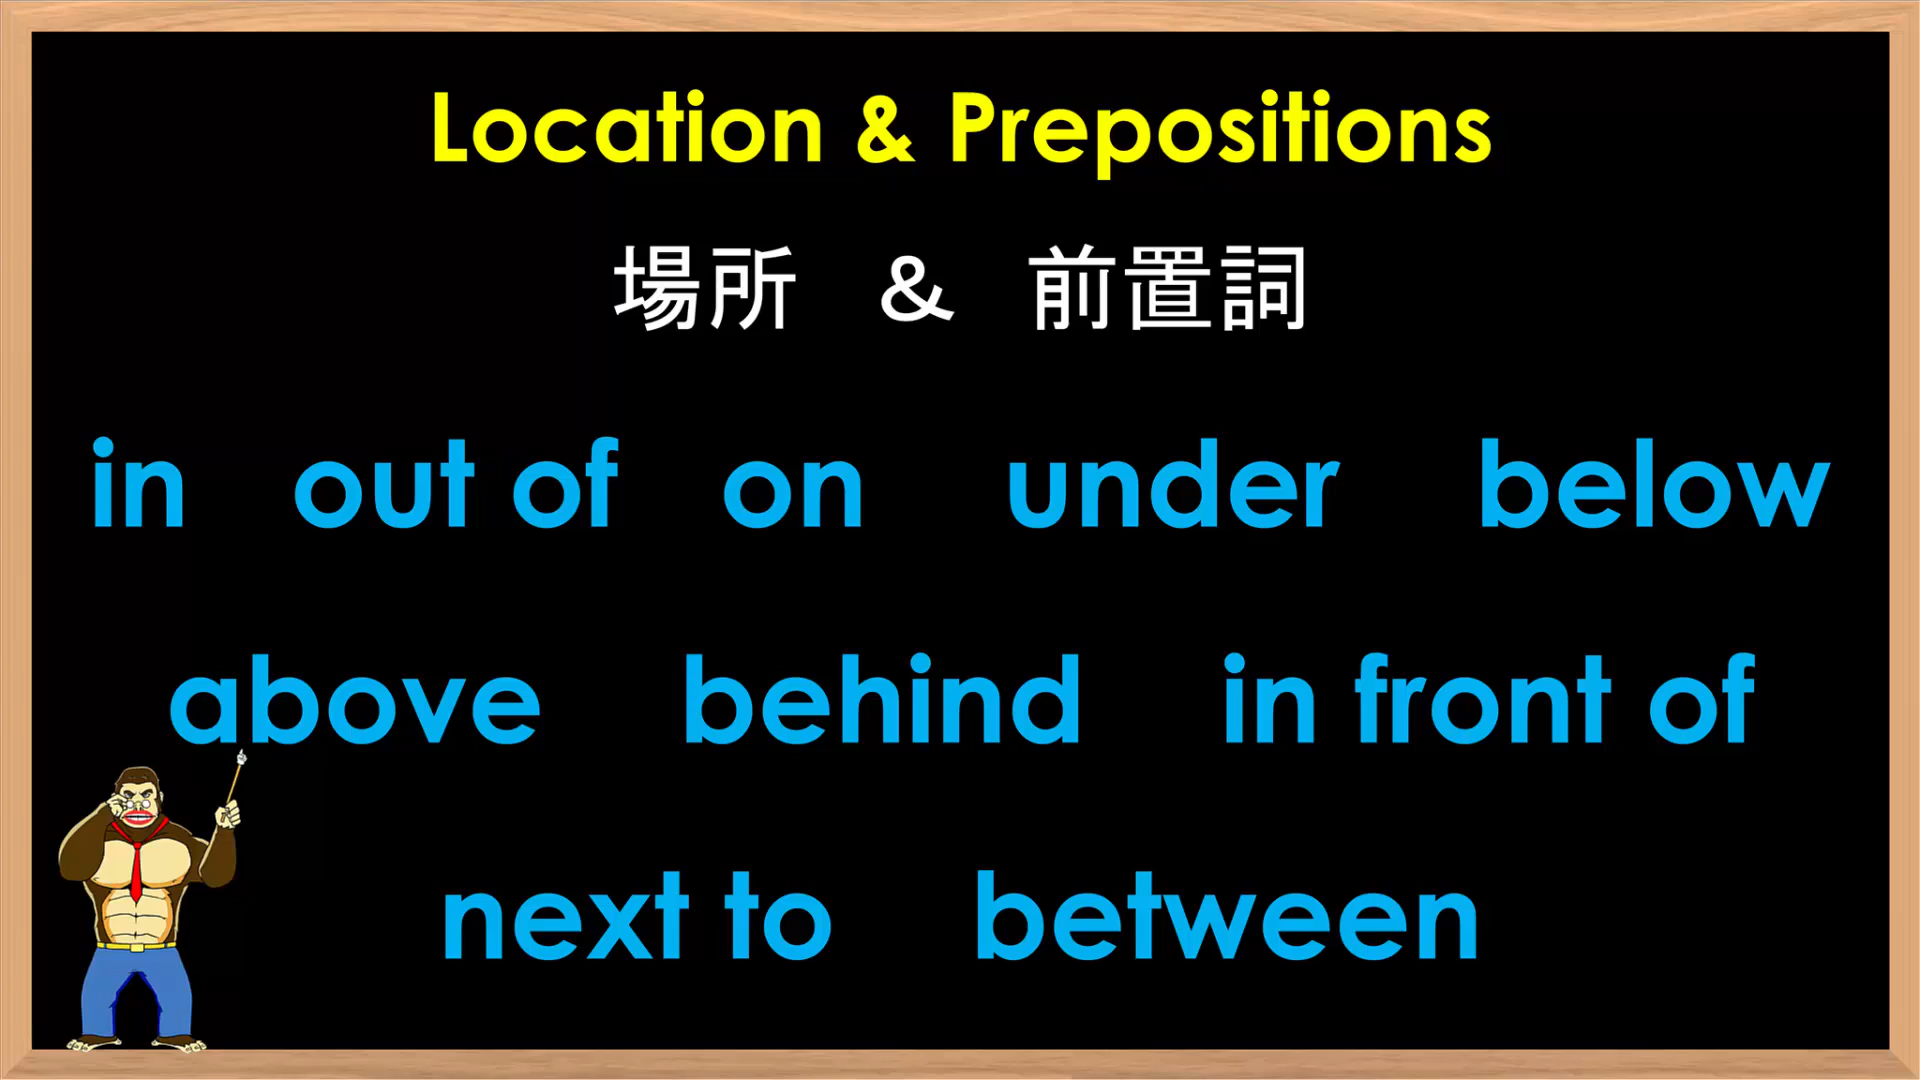 Location & Prepositions
場所　&　前置詞
in out of on under below
above behind in front of
next to between